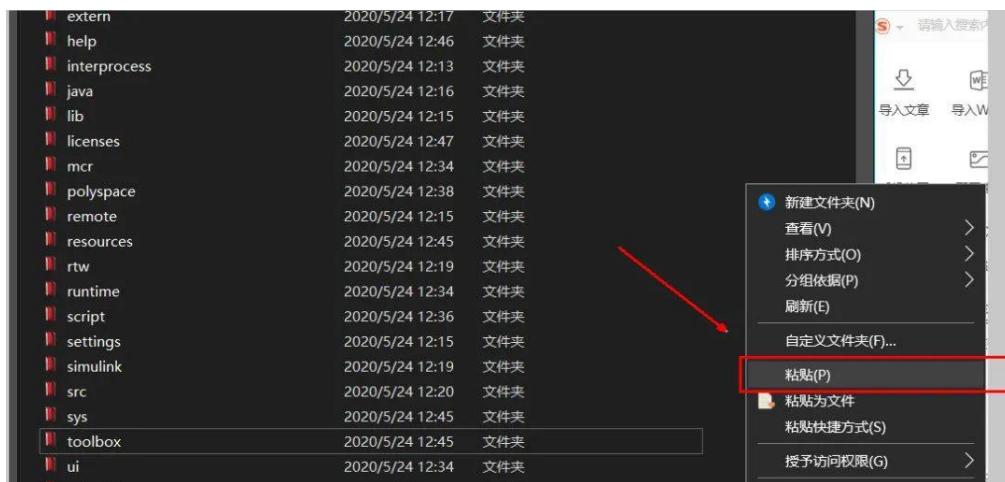 extern 2020/5/24 12:17 文件夹
help 2020/5/24 12:46 文件夹
interprocess 2020/5/24 12:13 文件夹
java 2020/5/24 12:16 文件夹
lib 2020/5/24 12:15 文件夹
licenses 2020/5/24 12:47 文件夹
mcr 2020/5/24 12:34 文件夹
polyspace 2020/5/24 12:38 文件夹
remote 2020/5/24 12:15 文件夹
resources 2020/5/24 12:45 文件夹
rtw 2020/5/24 12:19 文件夹
runtime 2020/5/24 12:34 文件夹
script 2020/5/24 12:36 文件夹
settings 2020/5/24 12:15 文件夹
simulink 2020/5/24 12:19 文件夹
src 2020/5/24 12:20 文件夹
sys 2020/5/24 12:45 文件夹
toolbox 2020/5/24 12:45 文件夹
ui 2020/5/24 12:34 文件夹
请输入搜索内
导入文章 导入W
新建文件夹(N)
查看(V)
排序方式(O)
分组依据(P)
刷新(E)
自定义文件夹(F)...
粘贴(P)
粘贴为文件
粘贴快捷方式(S)
授予访问权限(G)